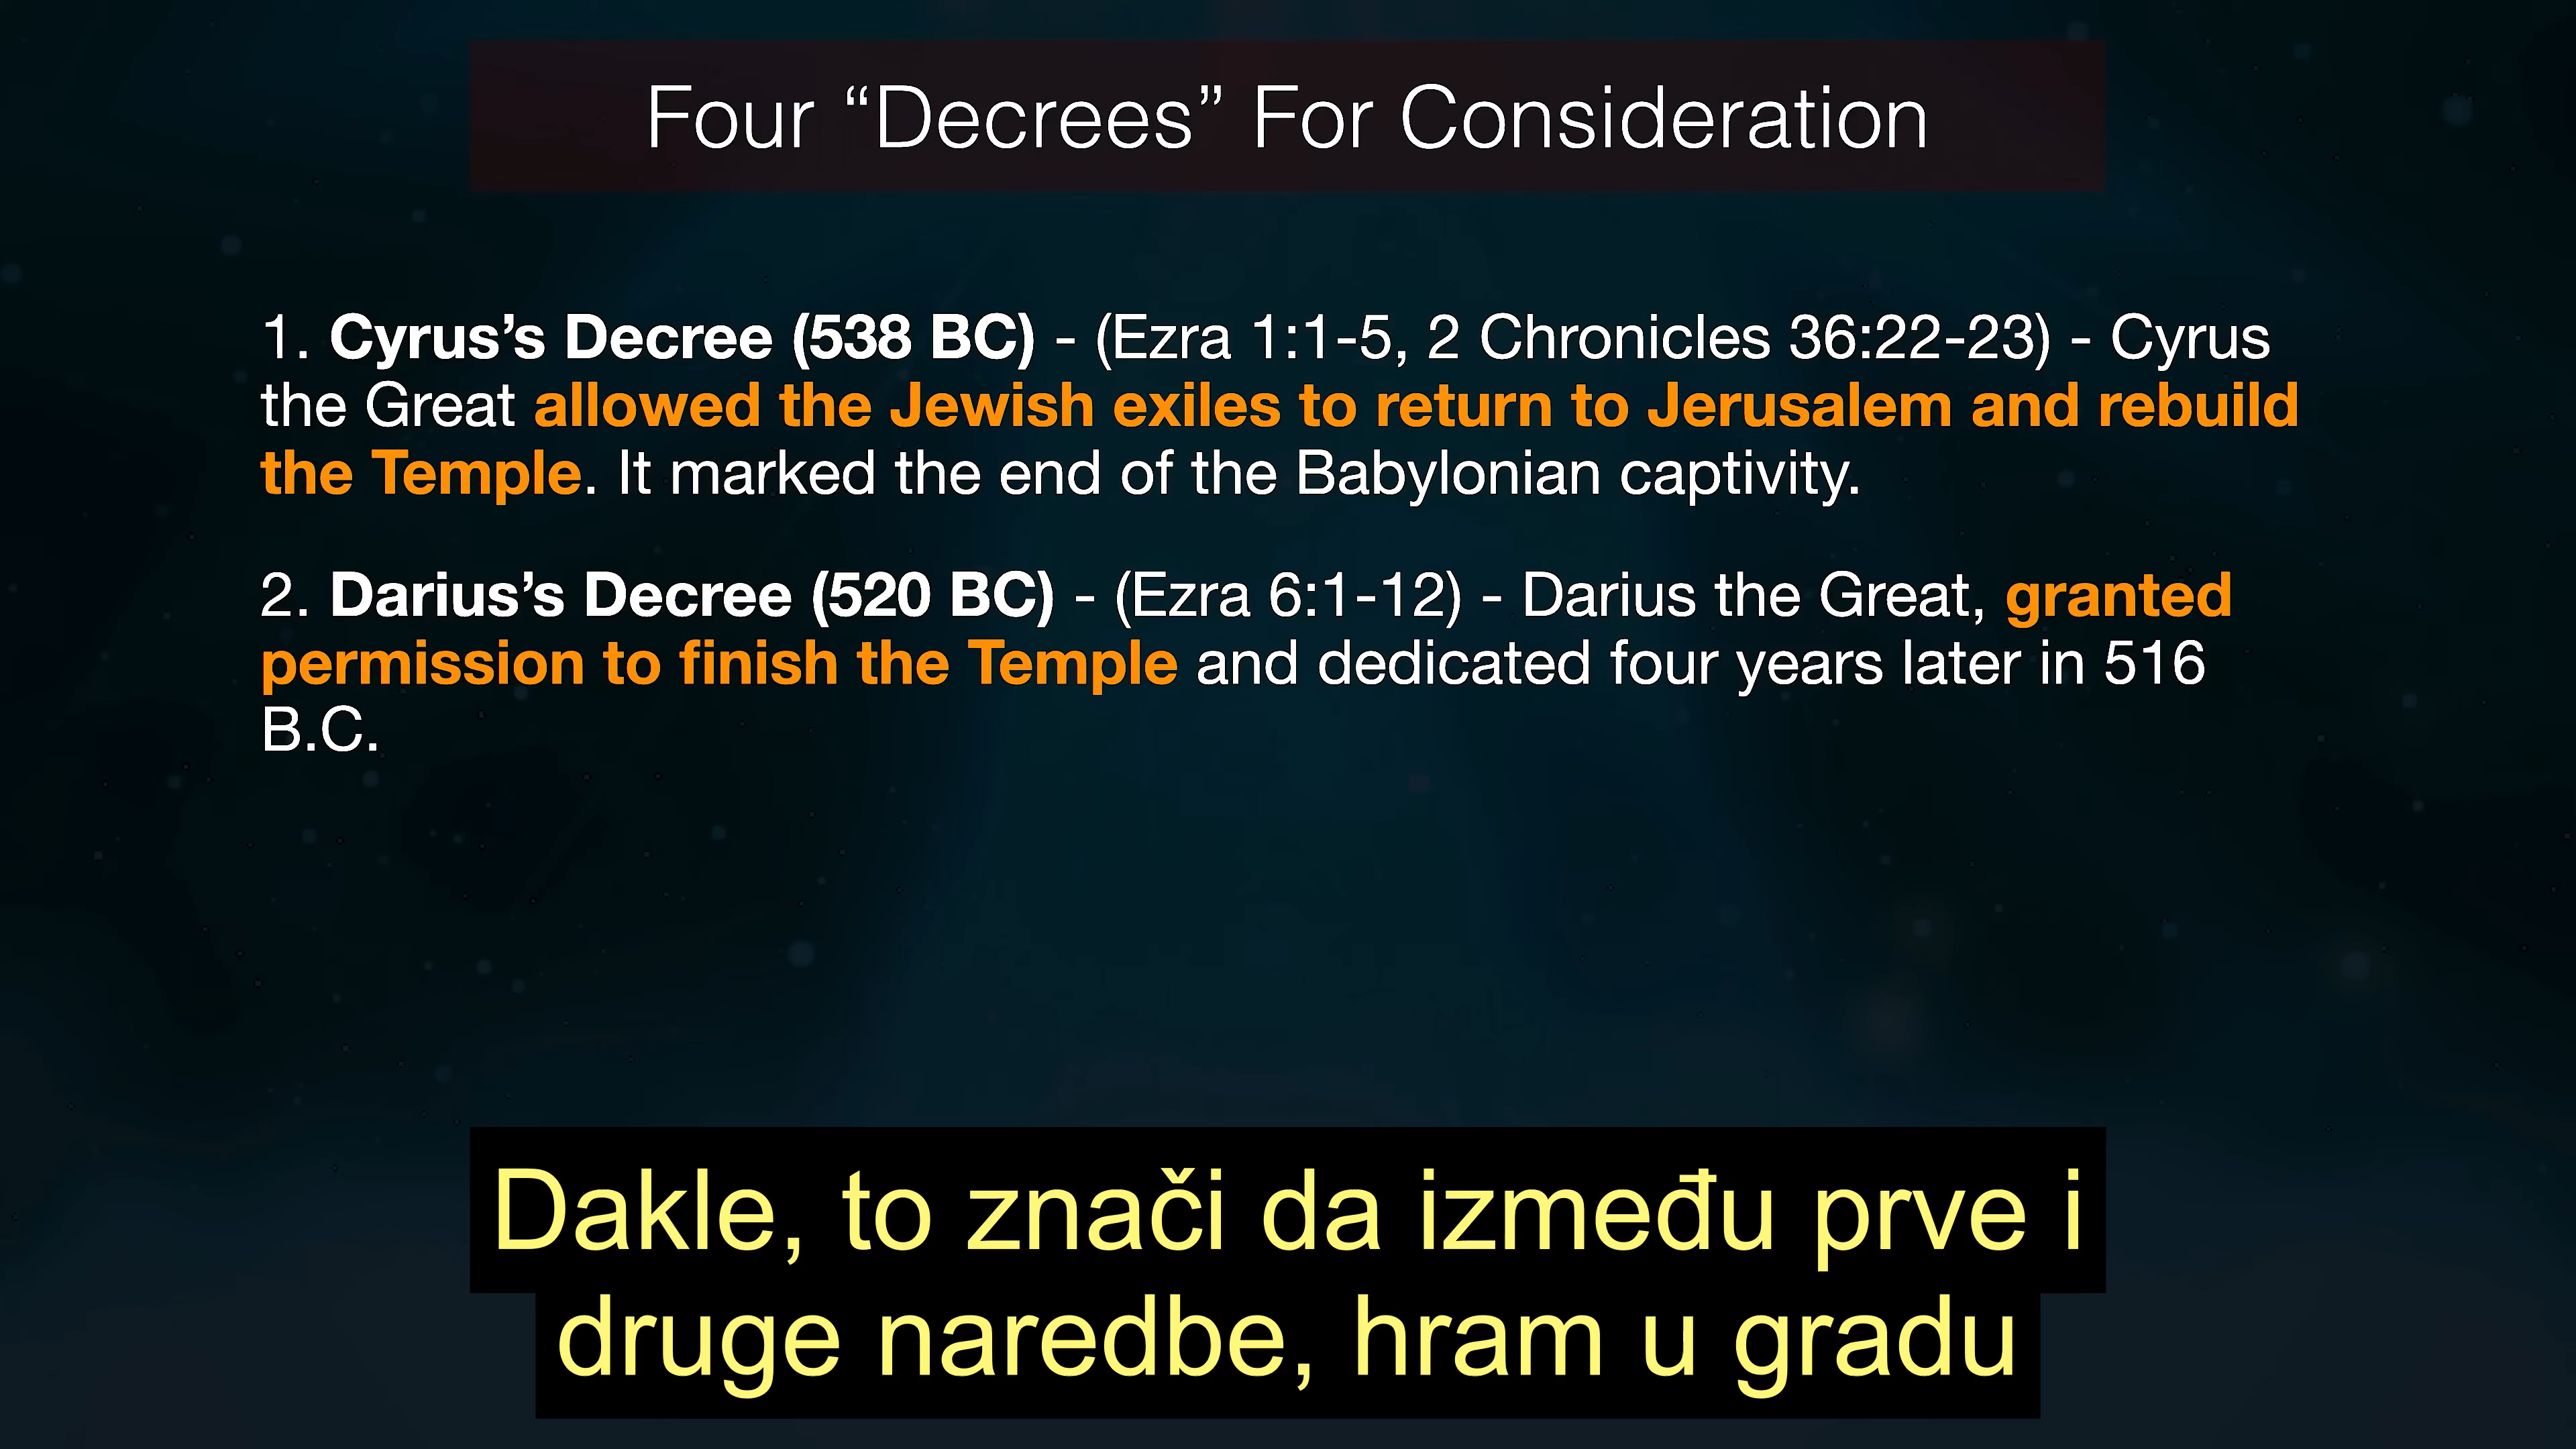 Four “Decrees” For Consideration
1. Cyrus’s Decree (538 BC) - (Ezra 1:1-5, 2 Chronicles 36:22-23) - Cyrus
the Great allowed the Jewish exiles to return to Jerusalem and rebuild
the Temple. It marked the end of the Babylonian captivity.
2. Darius’s Decree (520 BC) - (Ezra 6:1-12) - Darius the Great, granted
permission to finish the Temple and dedicated four years later in 516
B.C.
Dakle, to znači da između prve i
druge naredbe, hram u gradu